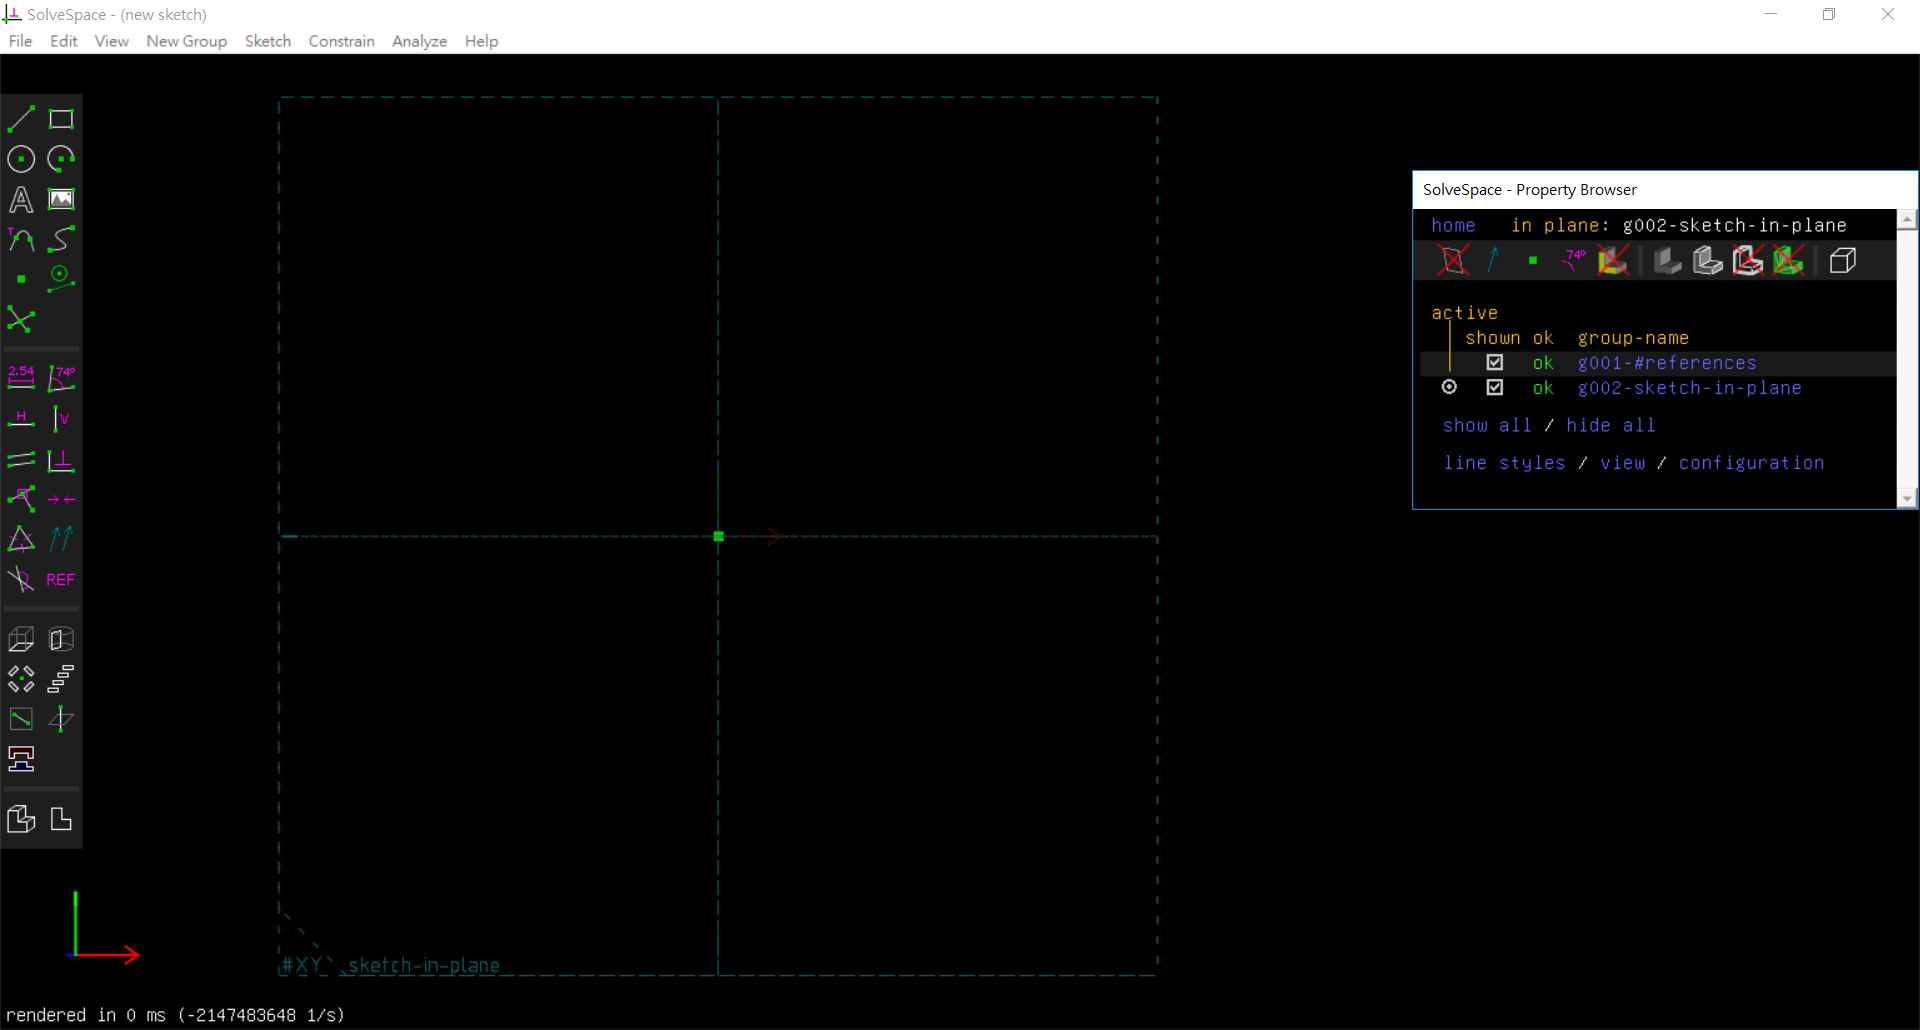 SolveSpace - (new sketch)
File Edit View New Group Sketch Constrain Analyze Help
SolveSpace - Property Browser
home in plane: g002-sketch-in-plane
74°
active
shown ok group-name
ok g001-#references
ok g002-sketch-in-plane
show all / hide all
line styles / view / configuration
A
T
2.54 74°
H V
REF
#XY sketch-in-plane
rendered in 0 ms (-2147483648 1/s)